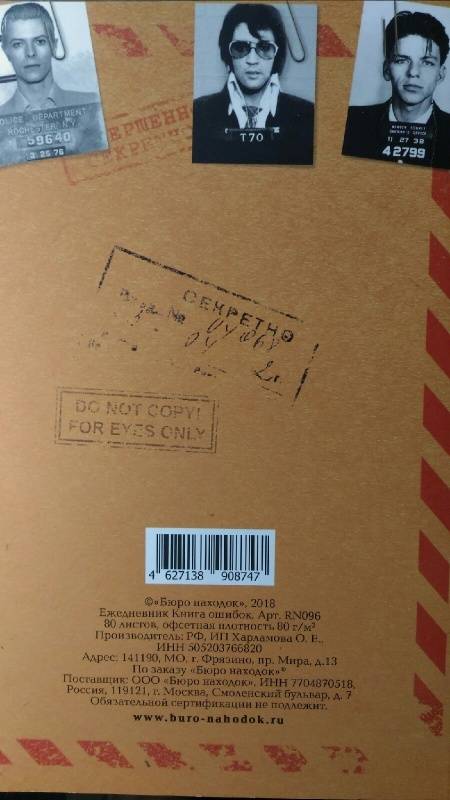 POLICE DEPARTMENT
ROCHESTER, N.Y.
59640
3 25 76
T70
11 27 38
42799
СЕКРЕТНО
DO NOT COPY!
FOR EYES ONLY
4 627138 908747
©«Бюро находок», 2018
Ежедневник Книга ошибок, Арт. RN096
80 листов, офсетная плотность 80 г/м²
Производитель: РФ, ИП Харламова О. Е.,
ИНН 505203766820
Адрес: 141190, МО, г. Фрязино, пр. Мира, д.13
По заказу «Бюро находок»®
Поставщик: ООО «Бюро находок», ИНН 7704870518,
Россия, 119121, г. Москва, Смоленский бульвар, д. 7
Обязательной сертификации не подлежит.
www.buro-nahodok.ru